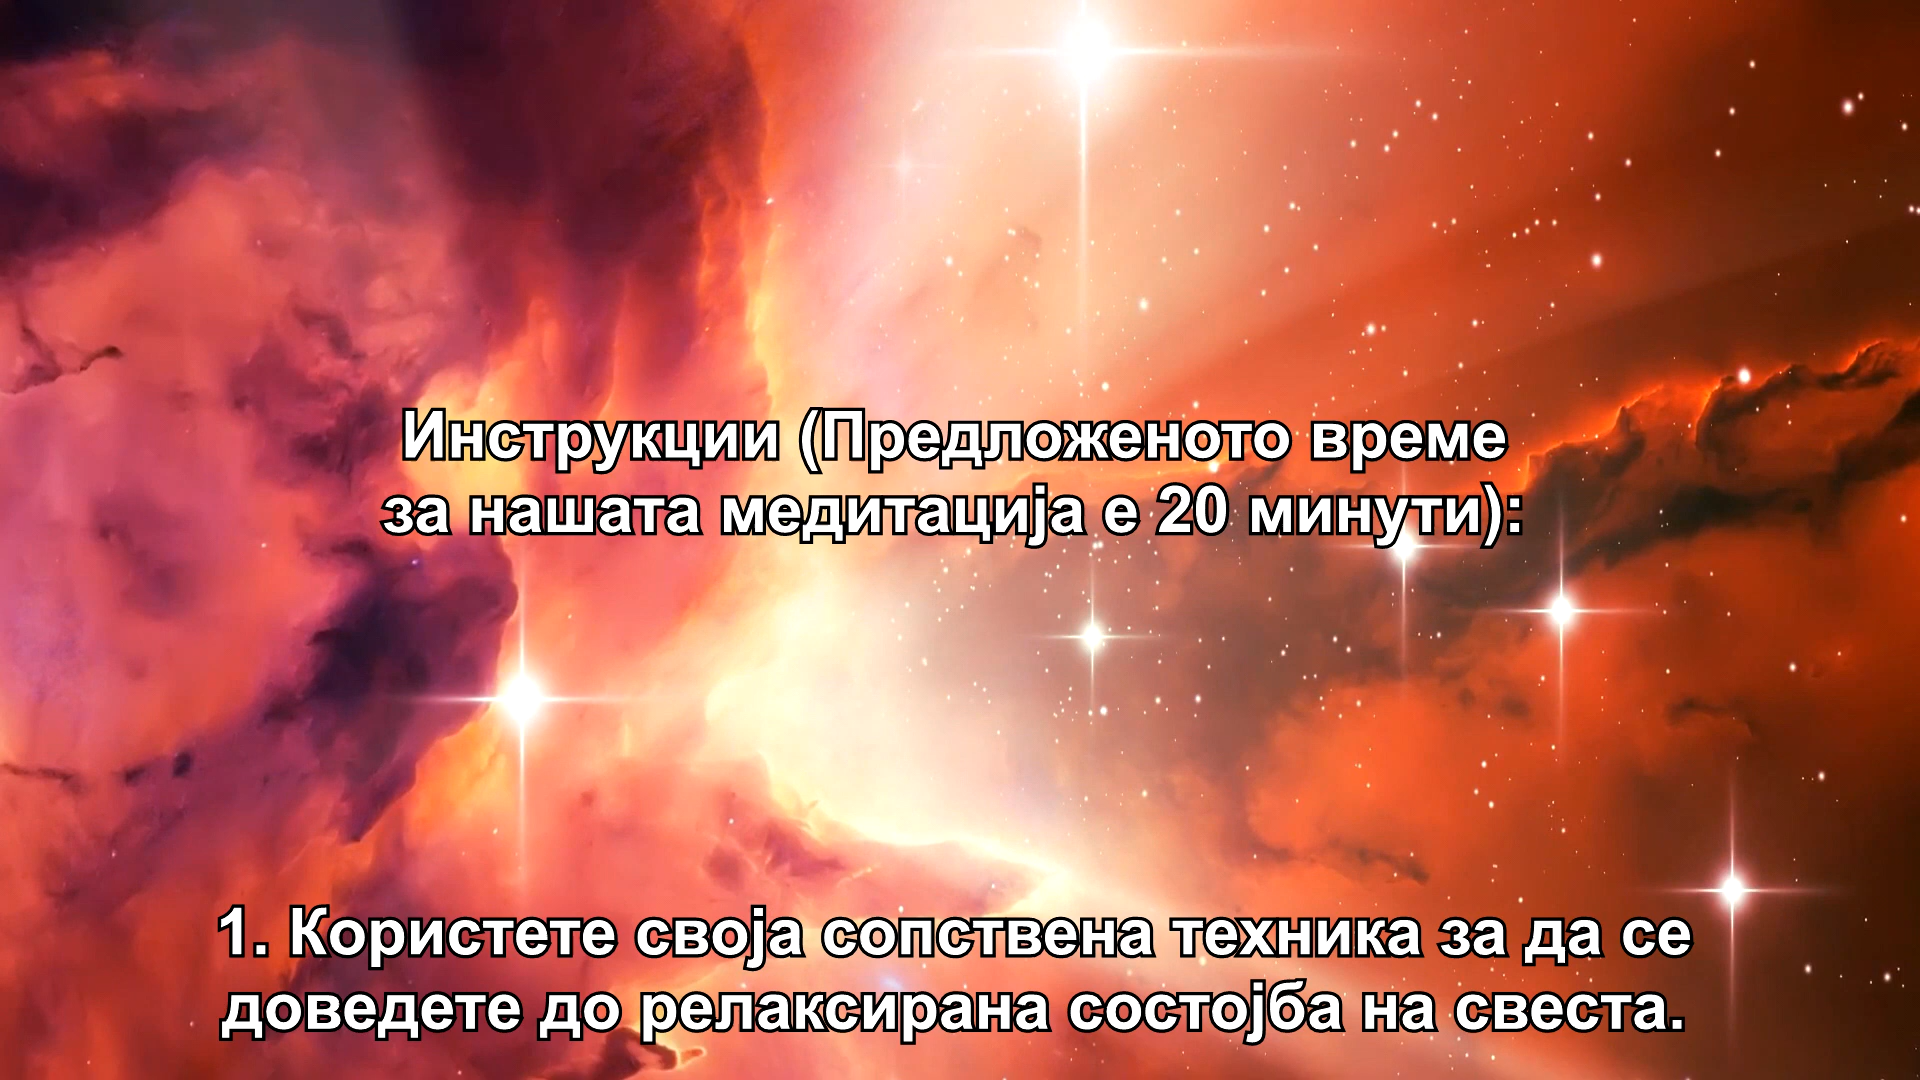 Инструкции (Предложеното време
за нашата медитација е 20 минути):
1. Користете своја сопствена техника за да се
доведете до релаксирана состојба на свеста.